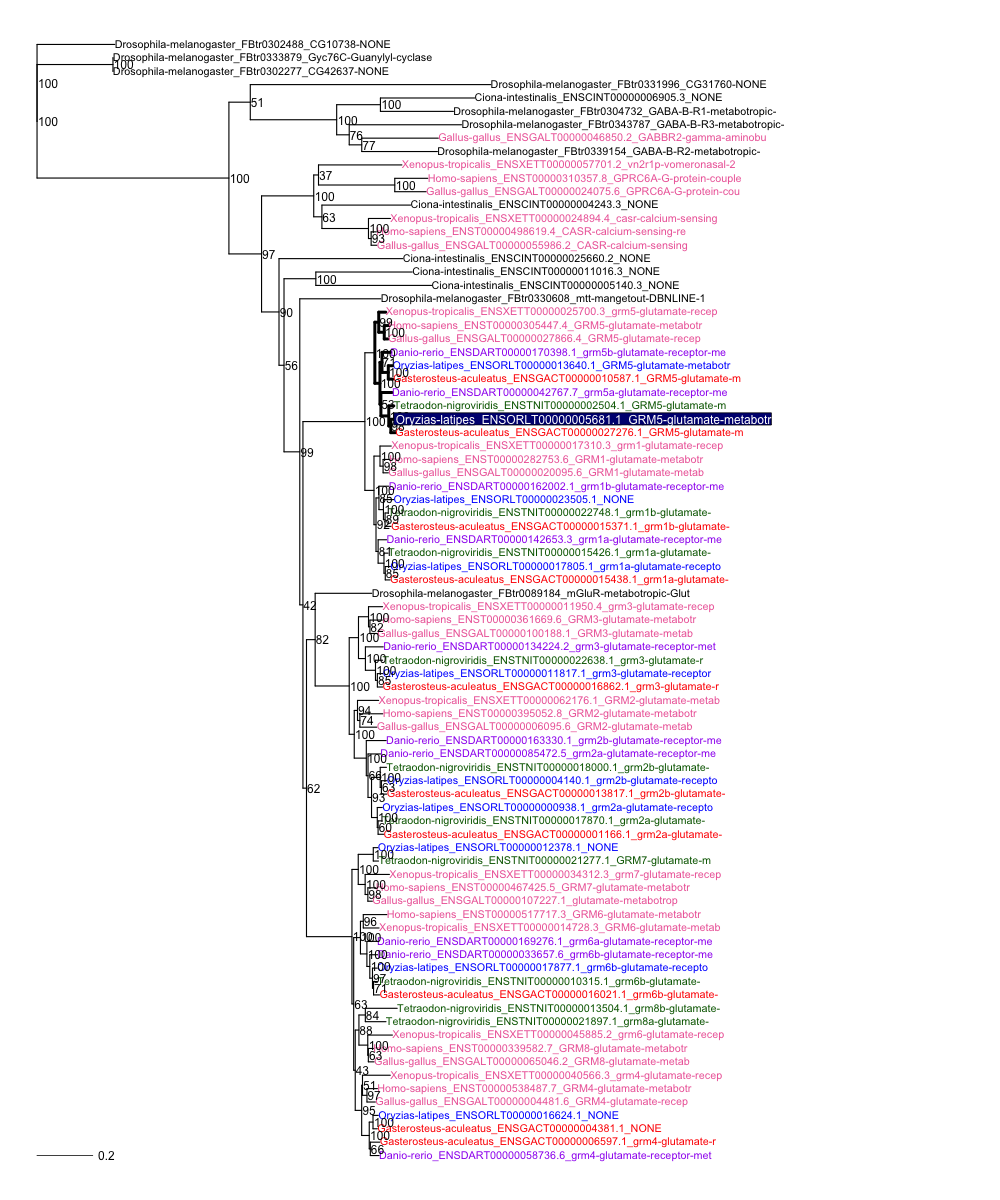 Drosophila-melanogaster_FBtr0302488_CG10738-NONE
Drosophila-melanogaster_FBtr0333879_Gyc76C-Guanylyl-cyclase
100
Drosophila-melanogaster_FBtr0302277_CG42637-NONE
100
Drosophila-melanogaster_FBtr0331996_CG31760-NONE
Ciona-intestinalis_ENSCINT00000006905.3_NONE
51
100
Drosophila-melanogaster_FBtr0304732_GABA-B-R1-metabotropic-
100
100
Drosophila-melanogaster_FBtr0343787_GABA-B-R3-metabotropic-
76
Gallus-gallus_ENSGALT00000046850.2_GABBR2-gamma-aminobu
77
Drosophila-melanogaster_FBtr0339154_GABA-B-R2-metabotropic-
Xenopus-tropicalis_ENSXETT00000057701.2_vn2r1p-vomeronasal-2
37
100
Homo-sapiens_ENST00000310357.8_GPRC6A-G-protein-couple
100
Gallus-gallus_ENSGALT00000024075.6_GPRC6A-G-protein-cou
100
Ciona-intestinalis_ENSCINT00000004243.3_NONE
63
Xenopus-tropicalis_ENSXETT00000024894.4_casr-calcium-sensing
100
Homo-sapiens_ENST00000498619.4_CASR-calcium-sensing-re
93
Gallus-gallus_ENSGALT00000055986.2_CASR-calcium-sensing
97
Ciona-intestinalis_ENSCINT00000025660.2_NONE
Ciona-intestinalis_ENSCINT00000011016.3_NONE
100
Ciona-intestinalis_ENSCINT00000005140.3_NONE
Drosophila-melanogaster_FBtr0330608_mtt-mangetout-DBNLINE-1
90
Xenopus-tropicalis_ENSXETT00000025700.3_grm5-glutamate-recep
99
Homo-sapiens_ENST00000305447.4_GRM5-glutamate-metabotr
100
Gallus-gallus_ENSGALT00000027866.4_GRM5-glutamate-recep
100
Danio-rerio_ENSDART00000170398.1_grm5b-glutamate-receptor-me
56
Oryzias-latipes_ENSORLT00000013640.1_GRM5-glutamate-metabotr
100
Gasterosteus-aculeatus_ENSGACT00000010587.1_GRM5-glutamate-m
100
Danio-rerio_ENSDART00000042767.7_grm5a-glutamate-receptor-me
Tetraodon-nigroviridis_ENSTNIT00000002504.1_GRM5-glutamate-m
100
Oryzias-latipes_ENSORLT00000005681.1_GRM5-glutamate-metabotr
Gasterosteus-aculeatus_ENSGACT00000027276.1_GRM5-glutamate-m
Xenopus-tropicalis_ENSXETT00000017310.3_grm1-glutamate-recep
99
100
Homo-sapiens_ENST00000282753.6_GRM1-glutamate-metabotr
98
Gallus-gallus_ENSGALT00000020095.6_GRM1-glutamate-metab
100
Danio-rerio_ENSDART00000162002.1_grm1b-glutamate-receptor-me
85
Oryzias-latipes_ENSORLT00000023505.1_NONE
100
Tetraodon-nigroviridis_ENSTNIT00000022748.1_grm1b-glutamate-
89
92
Gasterosteus-aculeatus_ENSGACT00000015371.1_grm1b-glutamate-
Danio-rerio_ENSDART00000142653.3_grm1a-glutamate-receptor-me
81
Tetraodon-nigroviridis_ENSTNIT00000015426.1_grm1a-glutamate-
100
Oryzias-latipes_ENSORLT00000017805.1_grm1a-glutamate-recepto
85
Gasterosteus-aculeatus_ENSGACT00000015438.1_grm1a-glutamate-
Drosophila-melanogaster_FBtr0089184_mGluR-metabotropic-Glut
42
Xenopus-tropicalis_ENSXETT00000011950.4_grm3-glutamate-recep
100
Homo-sapiens_ENST00000361669.6_GRM3-glutamate-metabotr
82
82
Gallus-gallus_ENSGALT00000100188.1_GRM3-glutamate-metab
100
Danio-rerio_ENSDART00000134224.2_grm3-glutamate-receptor-met
100
Tetraodon-nigroviridis_ENSTNIT00000022638.1_grm3-glutamate-r
100
Oryzias-latipes_ENSORLT00000011817.1_grm3-glutamate-receptor
85
100
Gasterosteus-aculeatus_ENSGACT00000016862.1_grm3-glutamate-r
Xenopus-tropicalis_ENSXETT00000062176.1_GRM2-glutamate-metab
94
Homo-sapiens_ENST00000395052.8_GRM2-glutamate-metabotr
74
Gallus-gallus_ENSGALT00000006095.6_GRM2-glutamate-metab
100
Danio-rerio_ENSDART00000163330.1_grm2b-glutamate-receptor-me
Danio-rerio_ENSDART00000085472.5_grm2a-glutamate-receptor-me
100
Tetraodon-nigroviridis_ENSTNIT00000018000.1_grm2b-glutamate-
66
100
Oryzias-latipes_ENSORLT00000004140.1_grm2b-glutamate-recepto
62
63
Gasterosteus-aculeatus_ENSGACT00000013817.1_grm2b-glutamate-
93
Oryzias-latipes_ENSORLT00000000938.1_grm2a-glutamate-recepto
100
Tetraodon-nigroviridis_ENSTNIT00000017870.1_grm2a-glutamate-
60
Gasterosteus-aculeatus_ENSGACT00000001166.1_grm2a-glutamate-
Oryzias-latipes_ENSORLT00000012378.1_NONE
100
Tetraodon-nigroviridis_ENSTNIT00000021277.1_GRM7-glutamate-m
100
Xenopus-tropicalis_ENSXETT00000034312.3_grm7-glutamate-recep
100
Homo-sapiens_ENST00000467425.5_GRM7-glutamate-metabotr
98
Gallus-gallus_ENSGALT00000107227.1_glutamate-metabotrop
Homo-sapiens_ENST00000517717.3_GRM6-glutamate-metabotr
96
Xenopus-tropicalis_ENSXETT00000014728.3_GRM6-glutamate-metab
100
100
Danio-rerio_ENSDART00000169276.1_grm6a-glutamate-receptor-me
100
Danio-rerio_ENSDART00000033657.6_grm6b-glutamate-receptor-me
100
Oryzias-latipes_ENSORLT00000017877.1_grm6b-glutamate-recepto
97
Tetraodon-nigroviridis_ENSTNIT00000010315.1_grm6b-glutamate-
71
Gasterosteus-aculeatus_ENSGACT00000016021.1_grm6b-glutamate-
63
Tetraodon-nigroviridis_ENSTNIT00000013504.1_grm8b-glutamate-
84
Tetraodon-nigroviridis_ENSTNIT00000021897.1_grm8a-glutamate-
88
Xenopus-tropicalis_ENSXETT00000045885.2_grm6-glutamate-recep
100
Homo-sapiens_ENST00000339582.7_GRM8-glutamate-metabotr
63
Gallus-gallus_ENSGALT00000065046.2_GRM8-glutamate-metab
43
Xenopus-tropicalis_ENSXETT00000040566.3_grm4-glutamate-recep
51
Homo-sapiens_ENST00000538487.7_GRM4-glutamate-metabotr
97
Gallus-gallus_ENSGALT00000004481.6_GRM4-glutamate-recep
95
Oryzias-latipes_ENSORLT00000016624.1_NONE
100
Gasterosteus-aculeatus_ENSGACT00000004381.1_NONE
100
Gasterosteus-aculeatus_ENSGACT00000006597.1_grm4-glutamate-r
66
Danio-rerio_ENSDART00000058736.6_grm4-glutamate-receptor-met
0.2